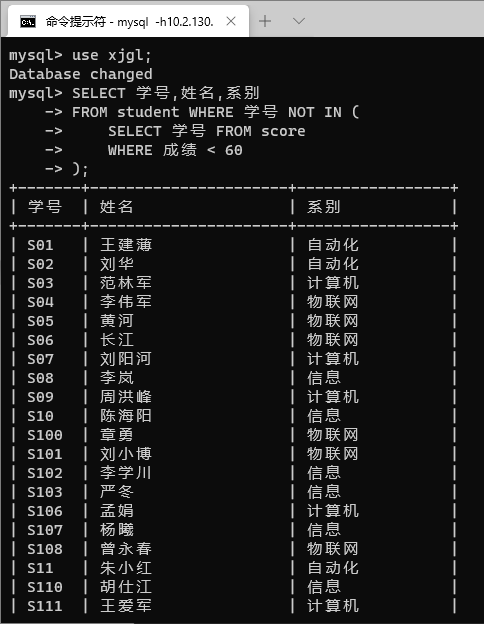 命令提示符 - mysql  -h10.2.130.
mysql> use xjgl;
Database changed
mysql> SELECT 学号,姓名,系别
    -> FROM student WHERE 学号 NOT IN (
    ->     SELECT 学号 FROM score
    ->     WHERE 成绩 < 60
    -> );
+-------+--------------------+----------------+
| 学号  | 姓名               | 系别           |
+-------+--------------------+----------------+
| S01   | 王建薄             | 自动化         |
| S02   | 刘华               | 自动化         |
| S03   | 范林军             | 计算机         |
| S04   | 李伟军             | 物联网         |
| S05   | 黄河               | 物联网         |
| S06   | 长江               | 物联网         |
| S07   | 刘阳河             | 计算机         |
| S08   | 李岚               | 信息           |
| S09   | 周洪峰             | 计算机         |
| S10   | 陈海阳             | 信息           |
| S100  | 章勇               | 物联网         |
| S101  | 刘小博             | 物联网         |
| S102  | 李学川             | 信息           |
| S103  | 严冬               | 信息           |
| S106  | 孟娟               | 计算机         |
| S107  | 杨曦               | 信息           |
| S108  | 曾永春             | 物联网         |
| S11   | 朱小红             | 自动化         |
| S110  | 胡仕江             | 信息           |
| S111  | 王爱军             | 计算机         |